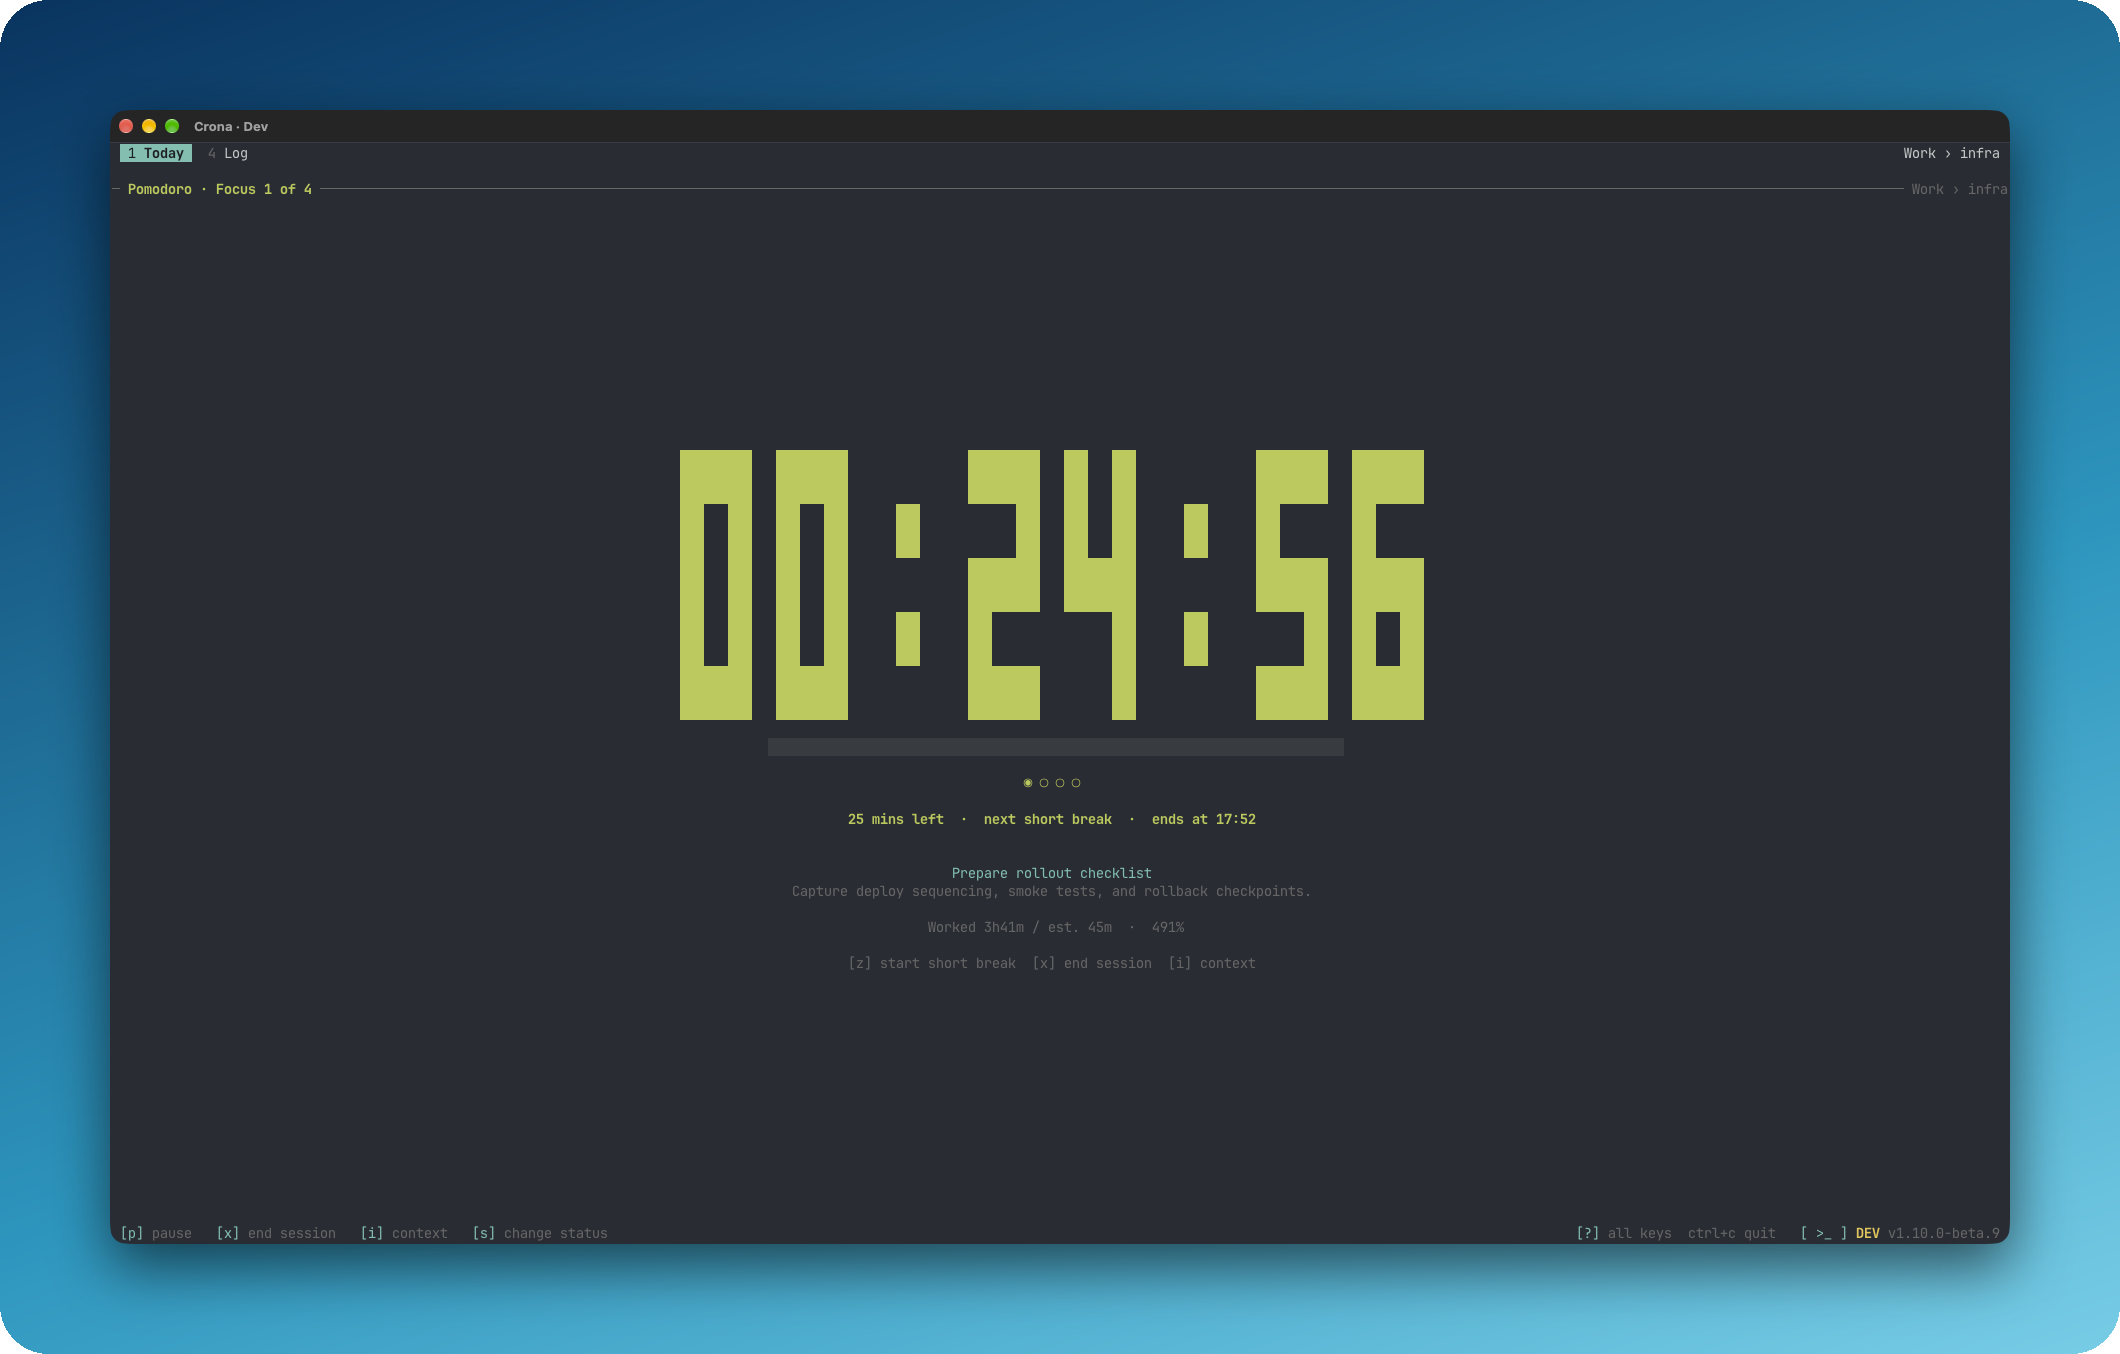 Crona · Dev
1 Today 4 Log Work › infra
Pomodoro · Focus 1 of 4 Work › infra
00:24:56
25 mins left · next short break · ends at 17:52
Prepare rollout checklist
Capture deploy sequencing, smoke tests, and rollback checkpoints.
Worked 3h41m / est. 45m · 491%
[z] start short break [x] end session [i] context
[p] pause [x] end session [i] context [s] change status [?] all keys ctrl+c quit [ >_ ] DEV v1.10.0-beta.9